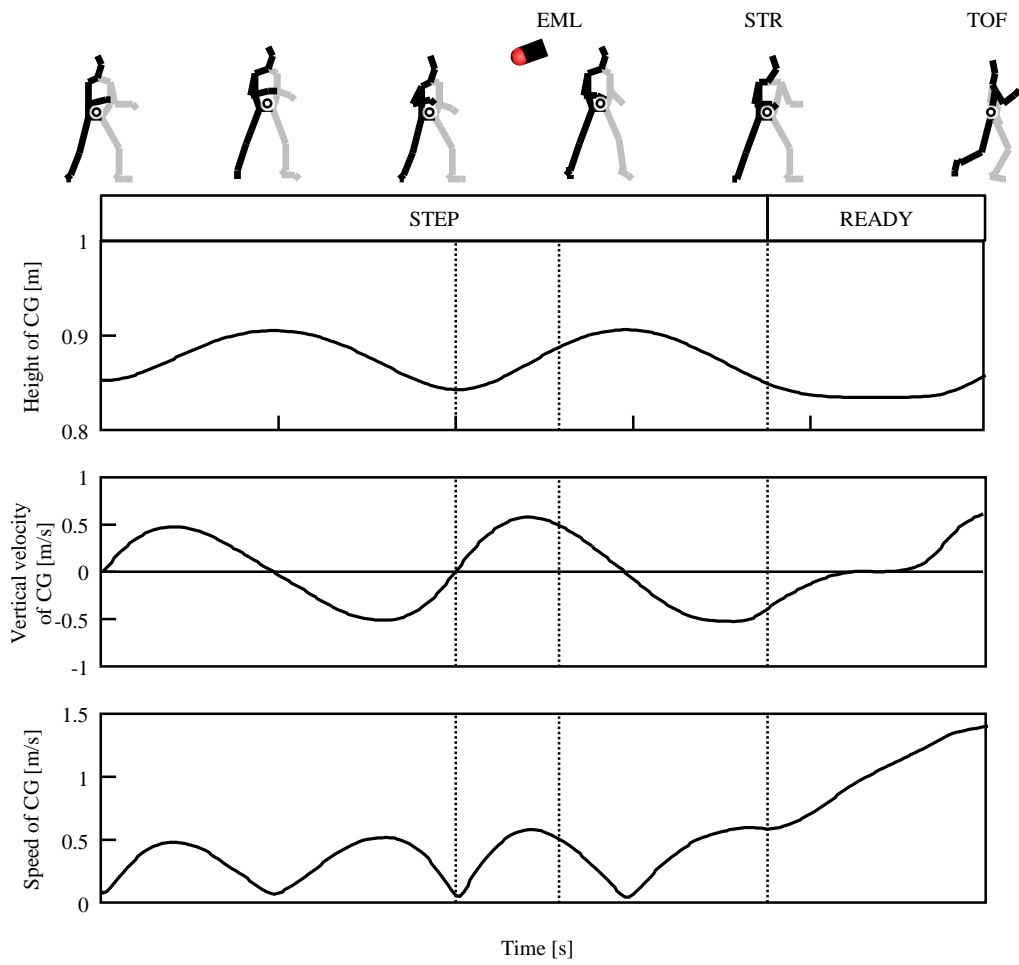 EML STR TOF
STEP READY
Height of CG [m]
1
0.9
0.8
Vertical velocity
of CG [m/s]
1
0.5
0
-0.5
-1
Speed of CG [m/s]
1.5
1
0.5
0
Time [s]